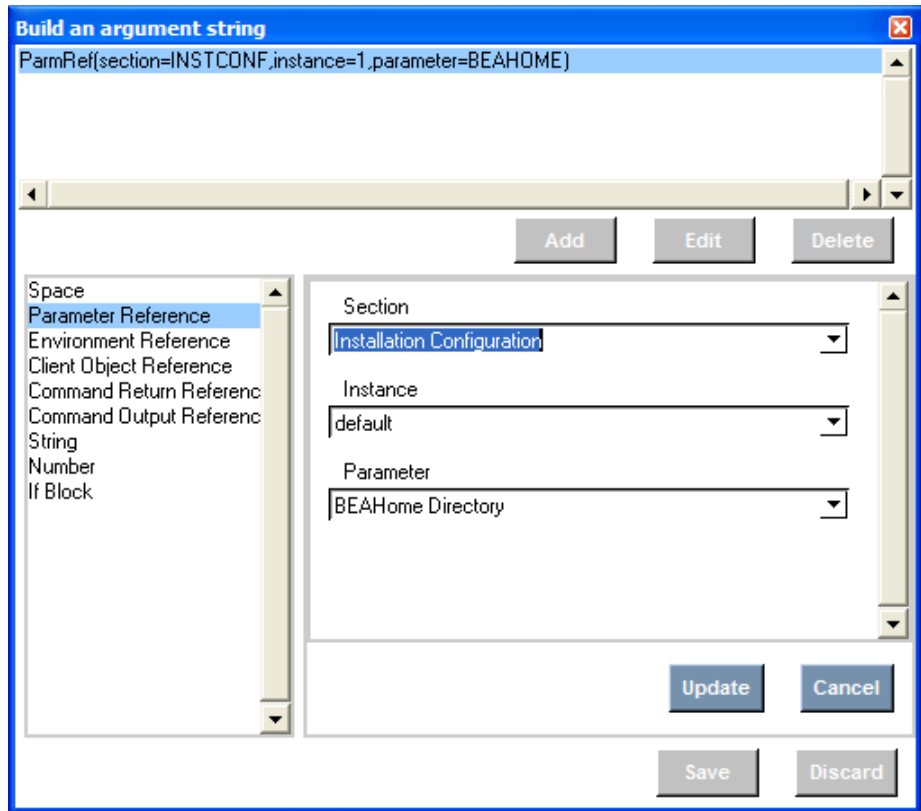 Build an argument string
ParmRef(section=INSTCONF,instance=1,parameter=BEAHOME)
Add Edit Delete
Space
Parameter Reference
Environment Reference
Client Object Reference
Command Return Referenc
Command Output Referenc
String
Number
If Block
Section
Installation Configuration
Instance
default
Parameter
BEAHome Directory
Update Cancel
Save Discard